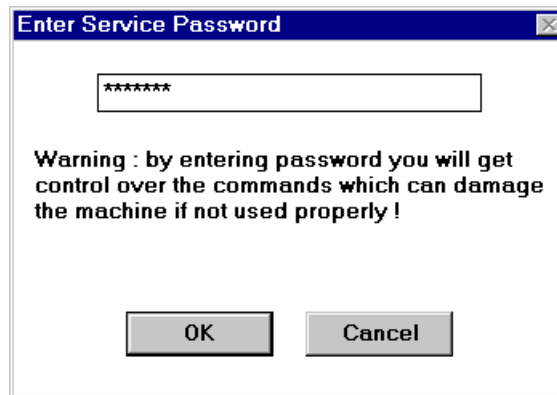 Enter Service Password
*******
Warning : by entering password you will get
control over the commands which can damage
the machine if not used properly !
OK
Cancel